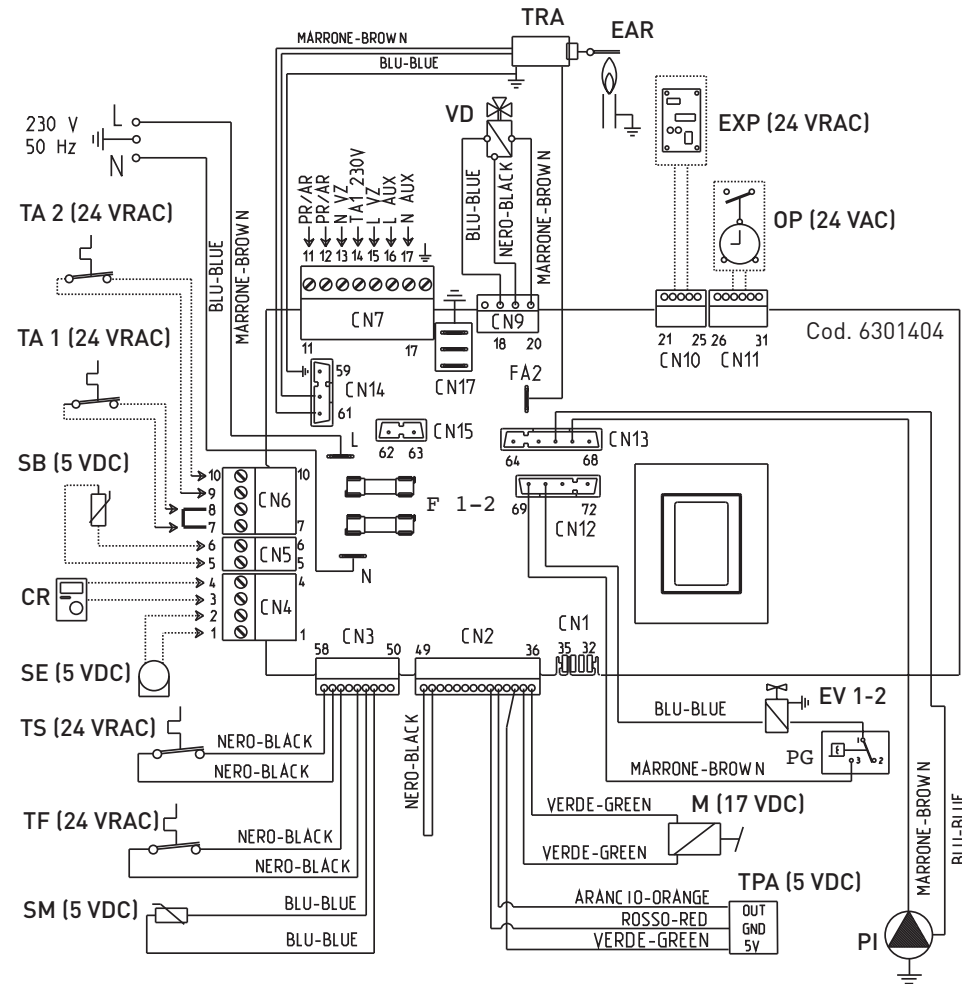 TRA
EAR
MARRONE-BROWN
BLU-BLUE
VD
EXP (24 VRAC)
230 V
50 Hz
L
N
TA 2 (24 VRAC)
BLU-BLUE
MARRONE-BROWN
PR/AR
PR/AR
N VZ
TA1 230V
L VZ
L AUX
N AUX
11 12 13 14 15 16 17
BLU-BLUE
NERO-BLACK
MARRONE-BROWN
OP (24 VAC)
CN7
11 17
CN9
18 20
CN17
21 25 26 31
CN10 CN11
Cod. 6301404
TA 1 (24 VRAC)
59
CN14
61
FA2
CN15
62 63
L
CN13
64 68
SB (5 VDC)
10 10
9
8
7 7
CN6
F 1-2
69 72
CN12
6 6
5 5
CN5
N
CR
4 4
3
2
1 1
CN4
SE (5 VDC)
58 CN3 50
49 CN2 36
CN1
35 32
TS (24 VRAC)
NERO-BLACK
NERO-BLACK
NERO-BLACK
BLU-BLUE
EV 1-2
PG
1
3 2
MARRONE-BROWN
TF (24 VRAC)
NERO-BLACK
NERO-BLACK
VERDE-GREEN
M (17 VDC)
VERDE-GREEN
MARRONE-BROWN
BLU-BLUE
SM (5 VDC)
BLU-BLUE
BLU-BLUE
ARANCIO-ORANGE
ROSSO-RED
VERDE-GREEN
TPA (5 VDC)
OUT
GND
5V
PI